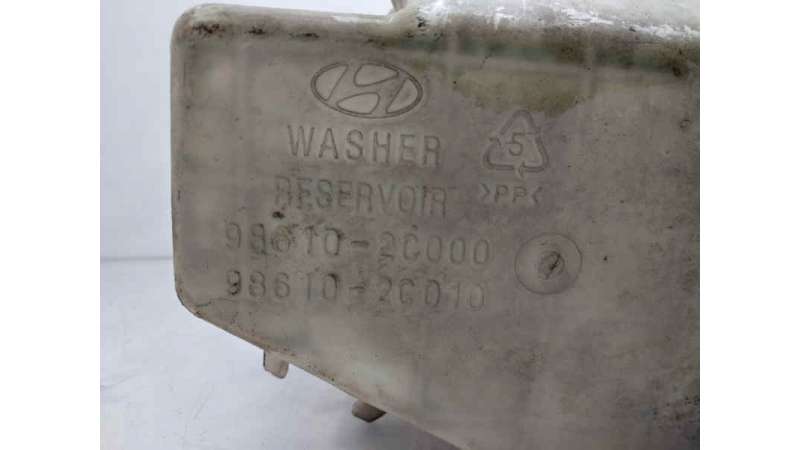 WASHER
5
RESERVOIR
>PP<
98610-2C000
98610-2C010